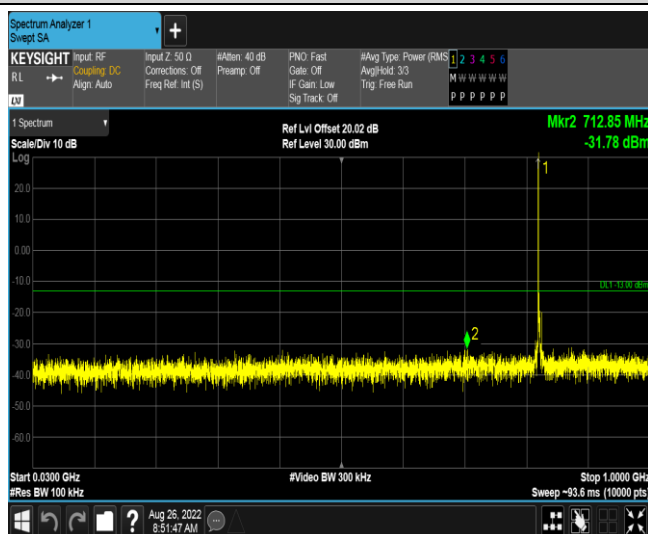 Spectrum Analyzer 1
Swept SA
KEYSIGHT
RL
LXI
Input: RF
Coupling: DC
Align: Auto
Input Z: 50 Ω
Corrections: Off
Freq Ref: Int (S)
#Atten: 40 dB
Preamp: Off
PNO: Fast
Gate: Off
IF Gain: Low
Sig Track: Off
#Avg Type: Power (RMS
Avg|Hold: 3/3
Trig: Free Run
1 2 3 4 5 6
M W W W W W
P P P P P P
1 Spectrum
Scale/Div 10 dB
Log
Ref Lvl Offset 20.02 dB
Ref Level 30.00 dBm
Mkr2 712.85 MHz
-31.78 dBm
1
20.0
10.0
0.00
DL1 -13.00 dBm
-10.0
-20.0
2
-30.0
-40.0
-50.0
-60.0
Start 0.0300 GHz
#Res BW 100 kHz
#Video BW 300 kHz
Stop 1.0000 GHz
Sweep ~93.6 ms (10000 pts)
?
Aug 26, 2022
8:51:47 AM